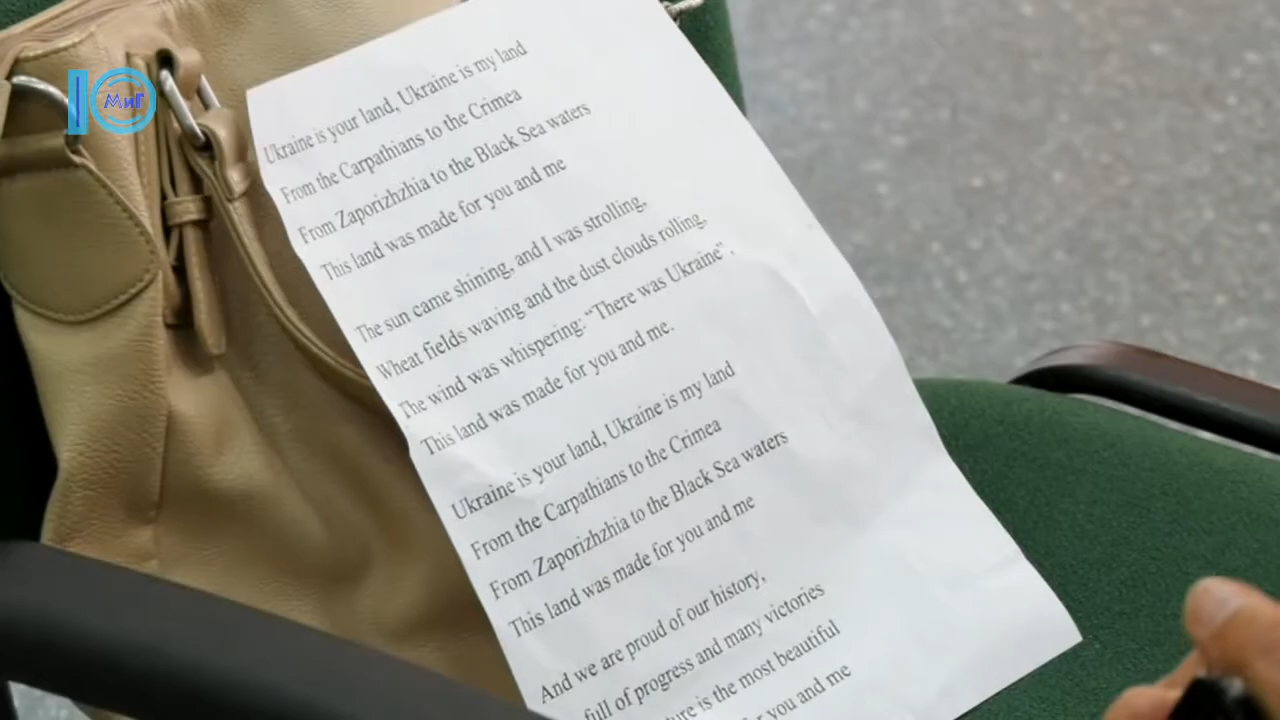 МиГ
Ukraine is your land, Ukraine is my land
From the Carpathians to the Crimea
From Zaporizhzhia to the Black Sea waters
This land was made for you and me
The sun came shining, and I was strolling,
Wheat fields waving and the dust clouds rolling,
The wind was whispering: “There was Ukraine”,
This land was made for you and me.
Ukraine is your land, Ukraine is my land
From the Carpathians to the Crimea
From Zaporizhzhia to the Black Sea waters
This land was made for you and me
And we are proud of our history,
full of progress and many victories
is the most beautiful
you and me